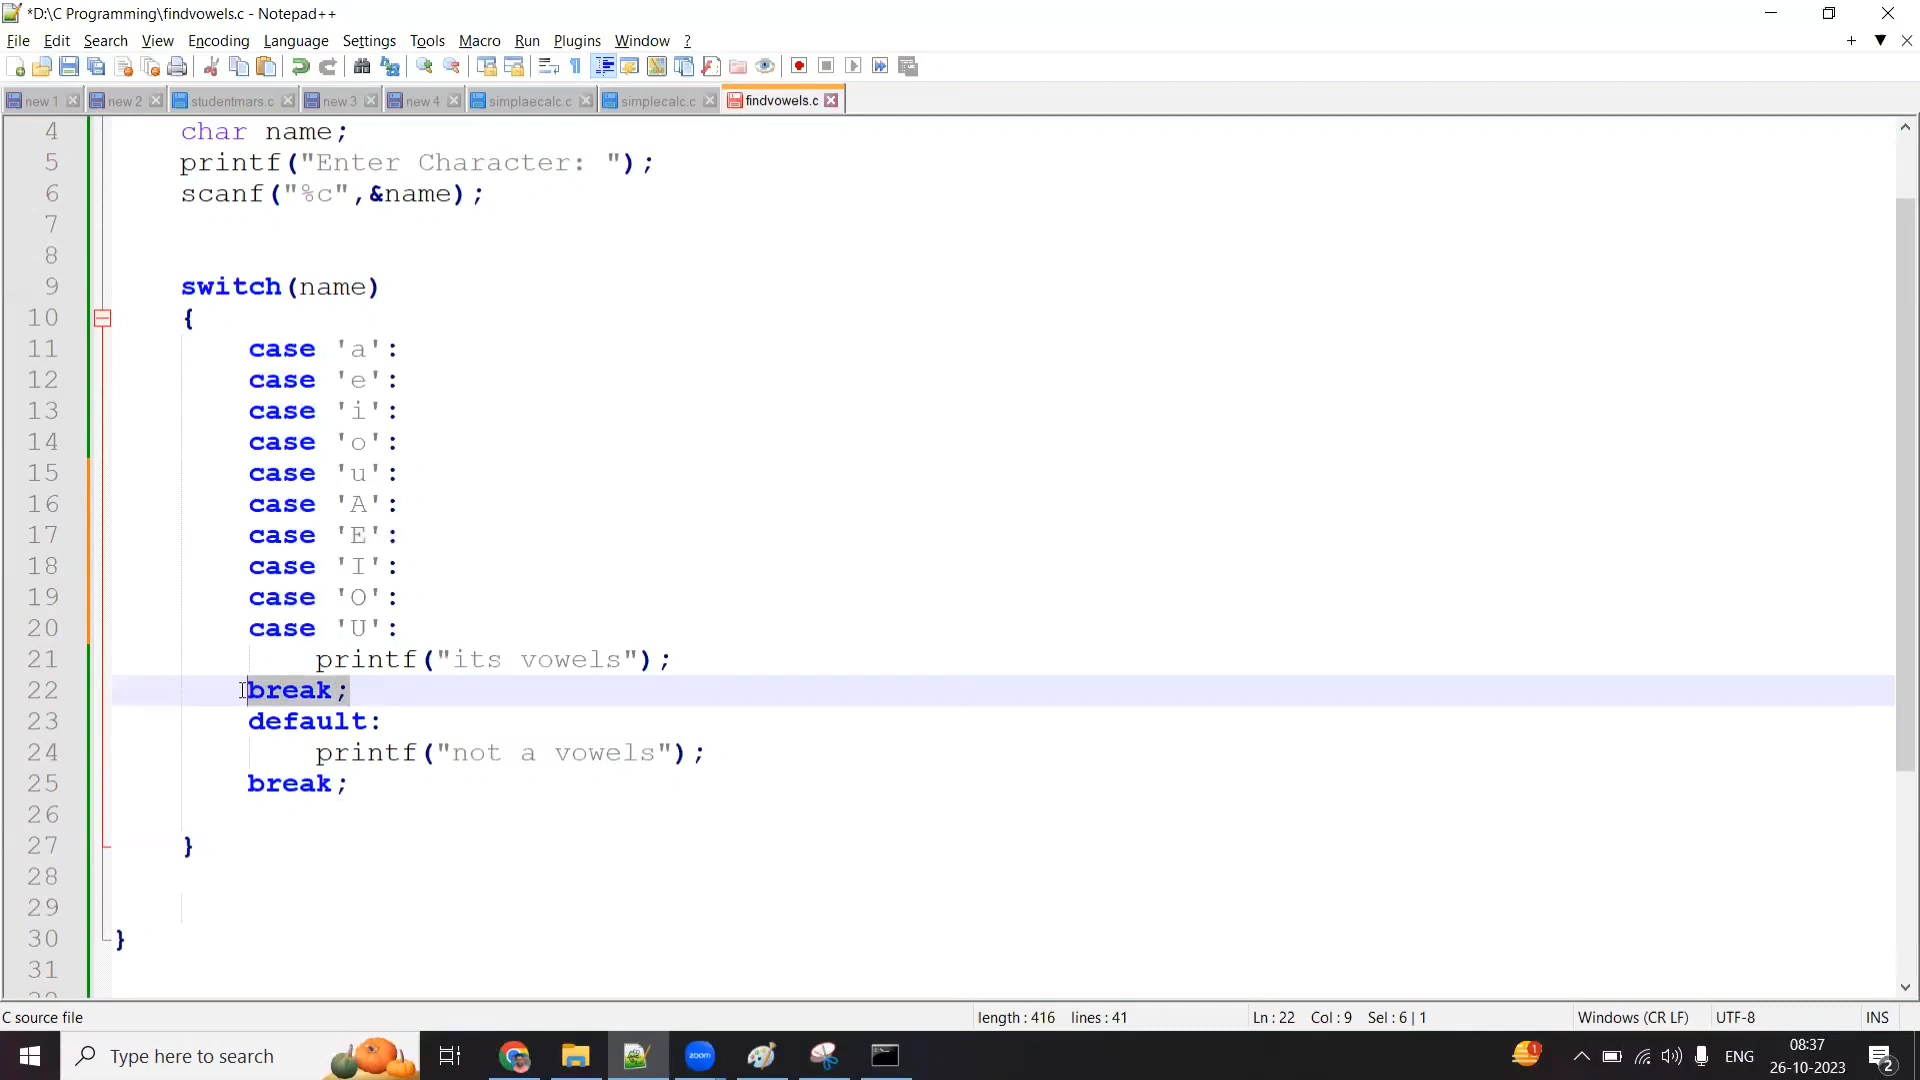 *D:\C Programming\findvowels.c - Notepad++
File Edit Search View Encoding Language Settings Tools Macro Run Plugins Window ?
new 1 new 2 studentmars.c new 3 new 4 simplaecalc.c simplecalc.c findvowels.c
4 char name;
5 printf("Enter Character: ");
6 scanf("%c",&name);
7
8
9 switch(name)
10 {
11 case 'a':
12 case 'e':
13 case 'i':
14 case 'o':
15 case 'u':
16 case 'A':
17 case 'E':
18 case 'I':
19 case 'O':
20 case 'U':
21 printf("its vowels");
22 break;
23 default:
24 printf("not a vowels");
25 break;
26
27 }
28
29
30 }
31
C source file length : 416 lines : 41 Ln : 22 Col : 9 Sel : 6 | 1 Windows (CR LF) UTF-8 INS
Type here to search zoom 1 ENG 08:37 2
26-10-2023